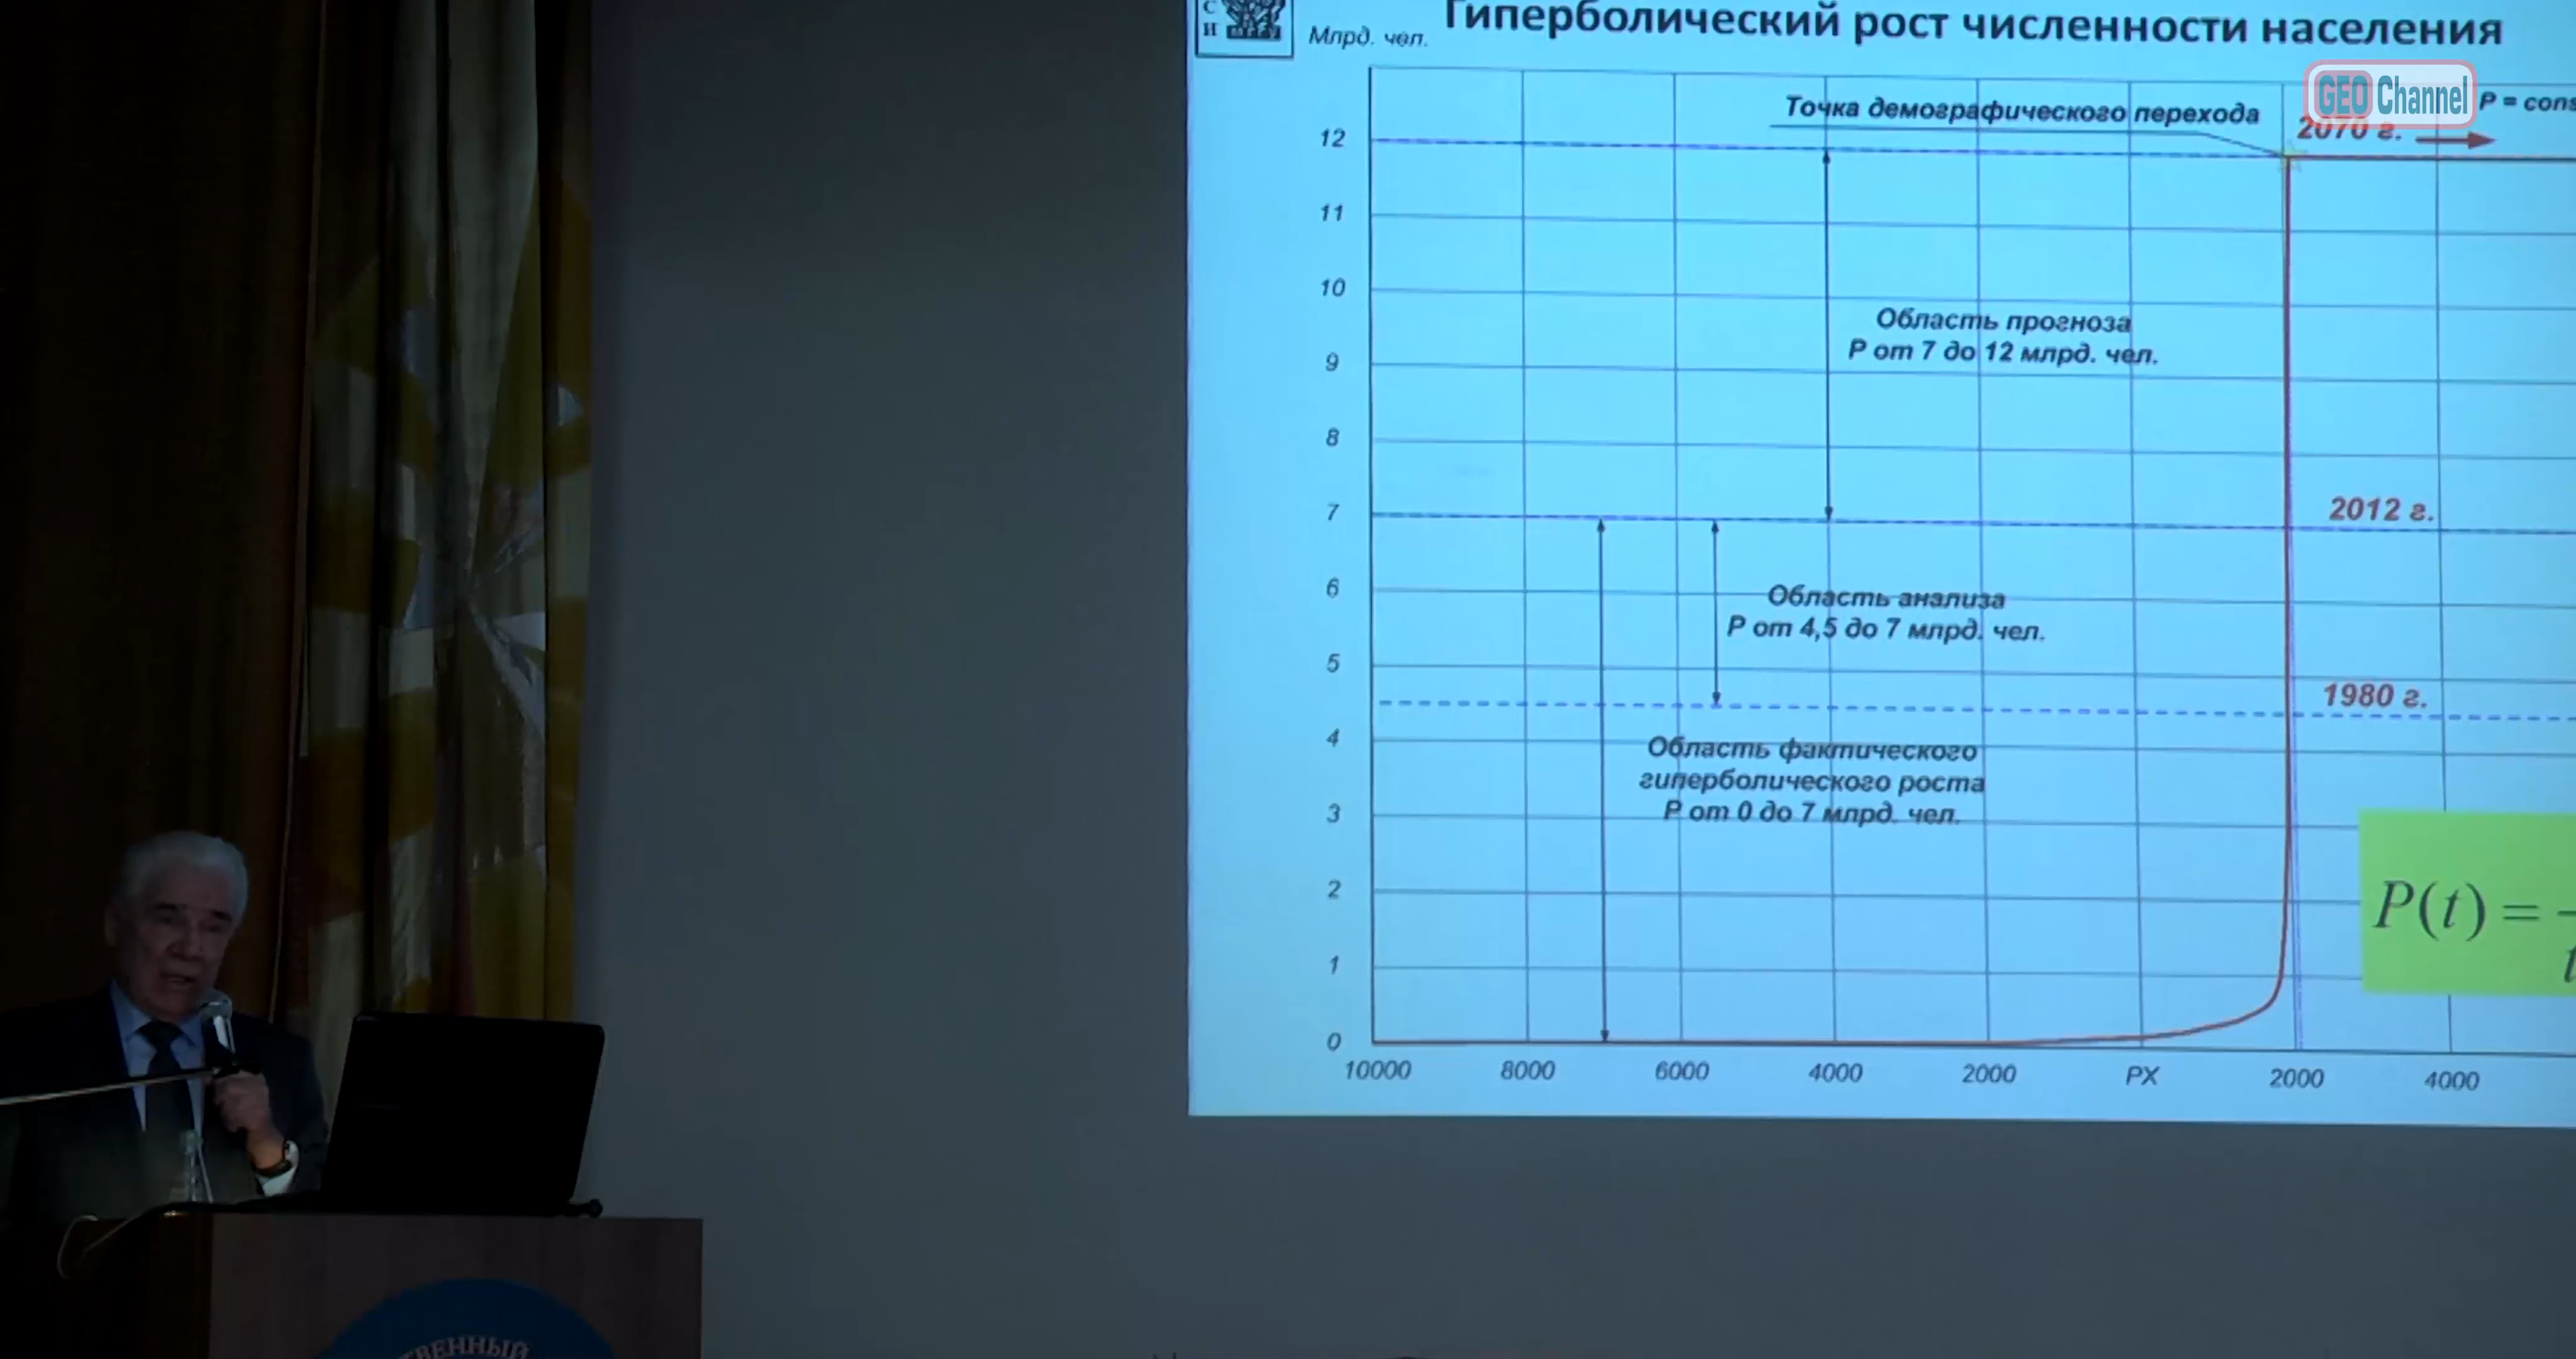 С
Н
Млрд. чел.
Гиперболический рост численности населения
GEO Channel
Точка демографического перехода
2070 г.
P = cons
12
11
10
9
8
7
6
5
4
3
2
1
0
Область прогноза
P от 7 до 12 млрд. чел.
2012 г.
Область анализа
P от 4,5 до 7 млрд. чел.
1980 г.
Область фактического
гиперболического роста
P от 0 до 7 млрд. чел.
P(t) =
t
10000 8000 6000 4000 2000 РХ 2000 4000
ТВЕННЫЙ